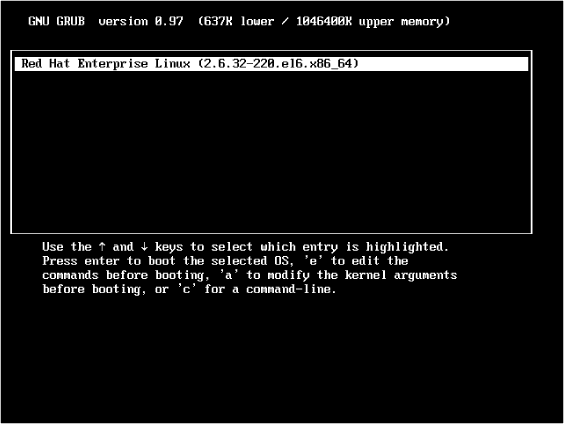 GNU GRUB  version 0.97  (637K lower / 1046400K upper memory)
Red Hat Enterprise Linux (2.6.32-220.el6.x86_64)
Use the ↑ and ↓ keys to select which entry is highlighted.
Press enter to boot the selected OS, 'e' to edit the
commands before booting, 'a' to modify the kernel arguments
before booting, or 'c' for a command-line.